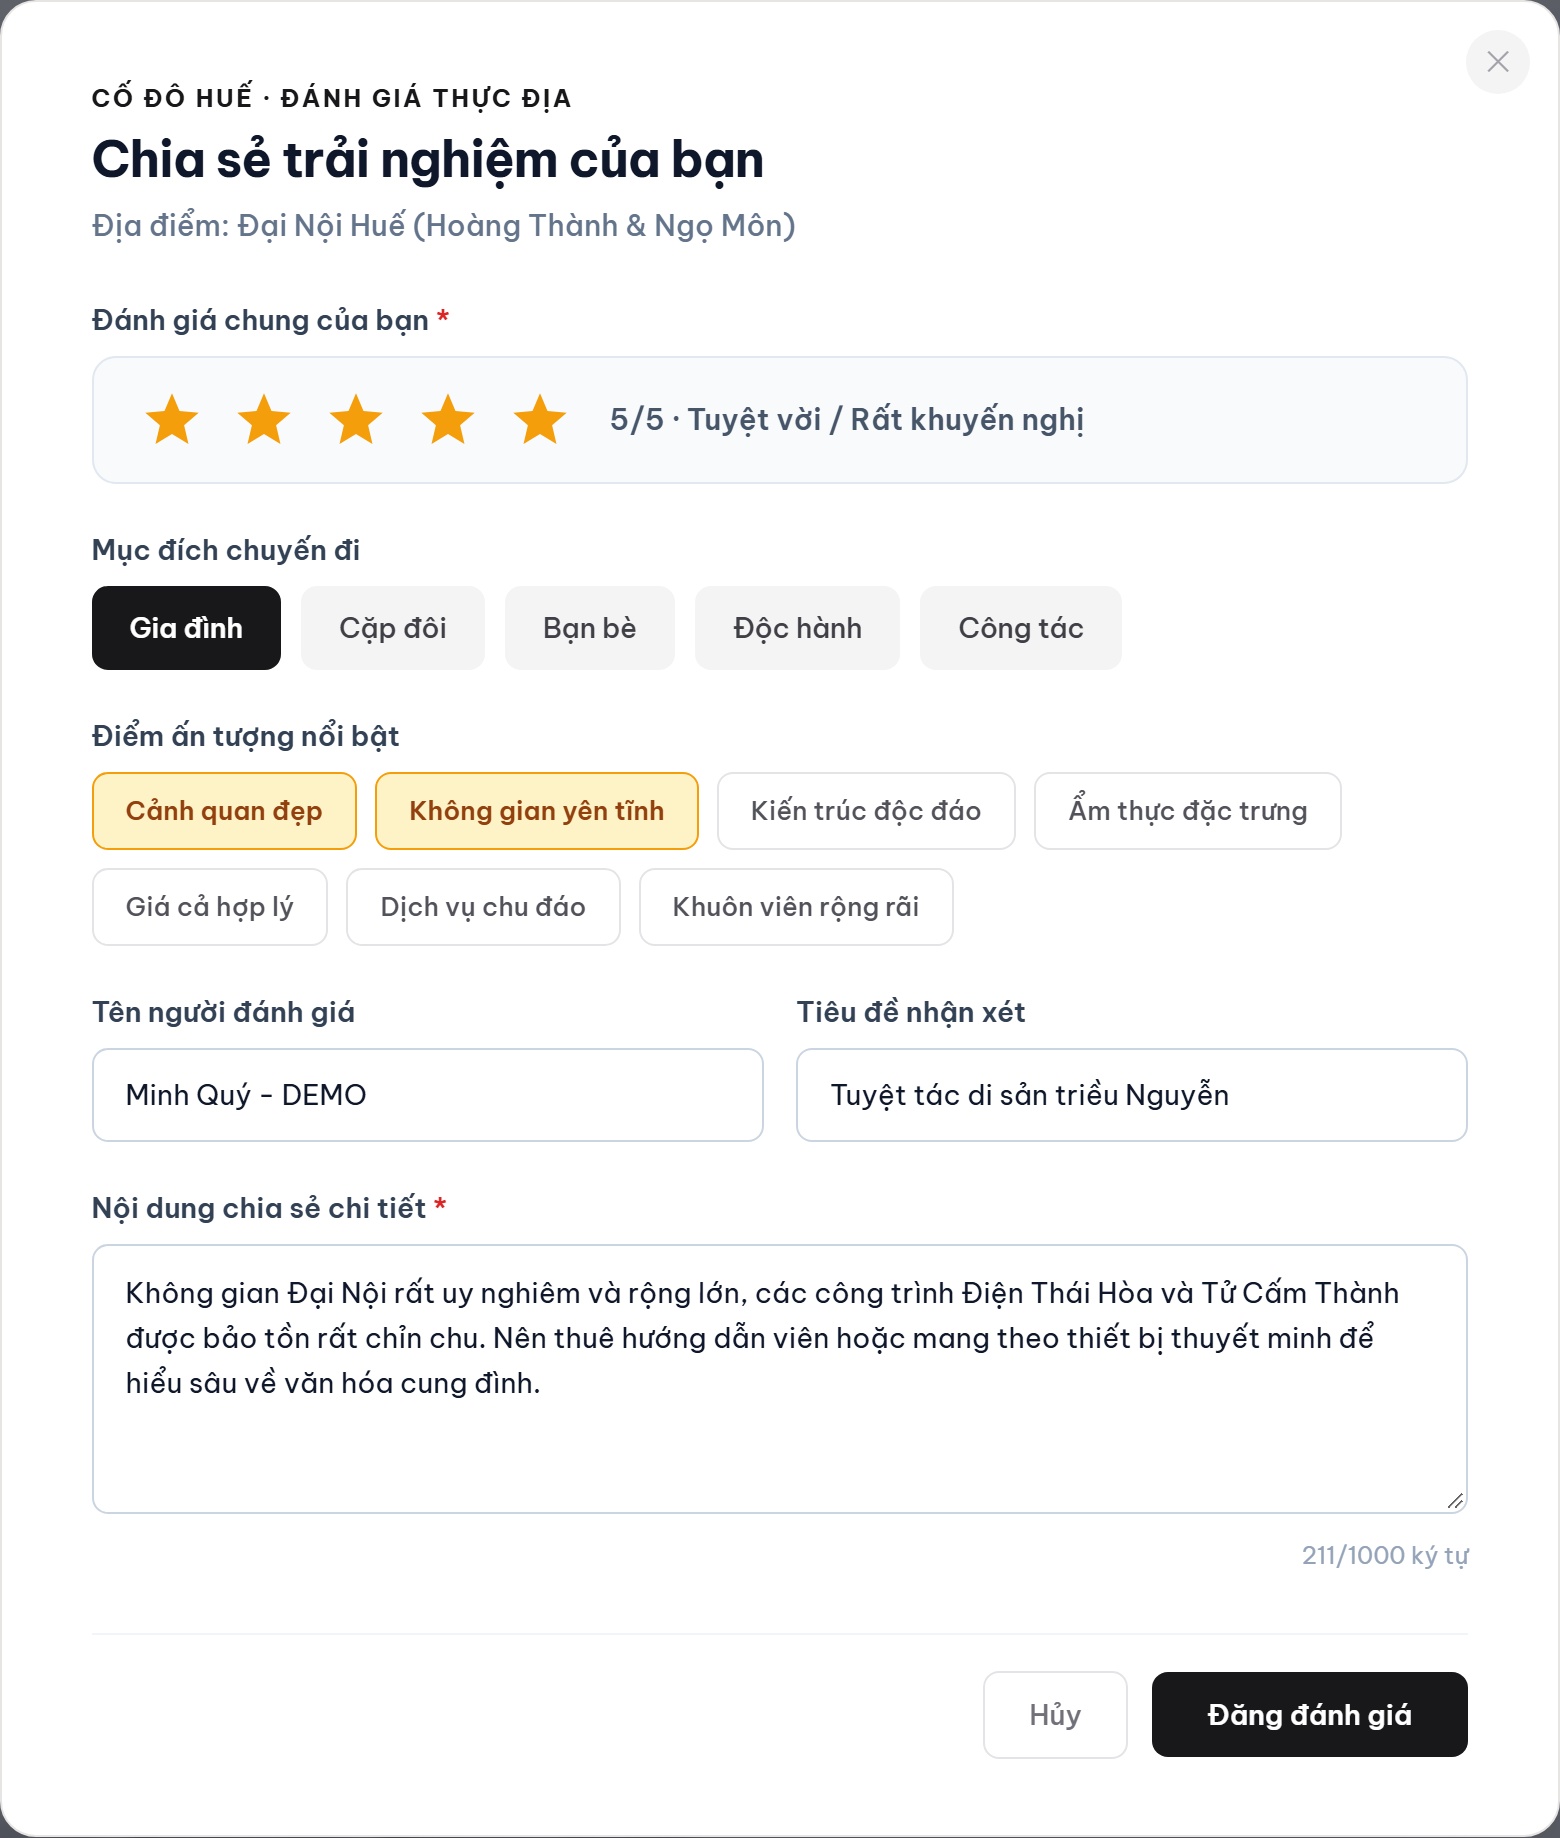 CỐ ĐÔ HUẾ · ĐÁNH GIÁ THỰC ĐỊA
Chia sẻ trải nghiệm của bạn
Địa điểm: Đại Nội Huế (Hoàng Thành & Ngọ Môn)
Đánh giá chung của bạn *
5/5 · Tuyệt vời / Rất khuyến nghị
Mục đích chuyến đi
Gia đình Cặp đôi Bạn bè Độc hành Công tác
Điểm ấn tượng nổi bật
Cảnh quan đẹp Không gian yên tĩnh Kiến trúc độc đáo Ẩm thực đặc trưng
Giá cả hợp lý Dịch vụ chu đáo Khuôn viên rộng rãi
Tên người đánh giá Tiêu đề nhận xét
Minh Quý - DEMO Tuyệt tác di sản triều Nguyễn
Nội dung chia sẻ chi tiết *
Không gian Đại Nội rất uy nghiêm và rộng lớn, các công trình Điện Thái Hòa và Tử Cấm Thành
được bảo tồn rất chỉn chu. Nên thuê hướng dẫn viên hoặc mang theo thiết bị thuyết minh để
hiểu sâu về văn hóa cung đình.
211/1000 ký tự
Hủy Đăng đánh giá